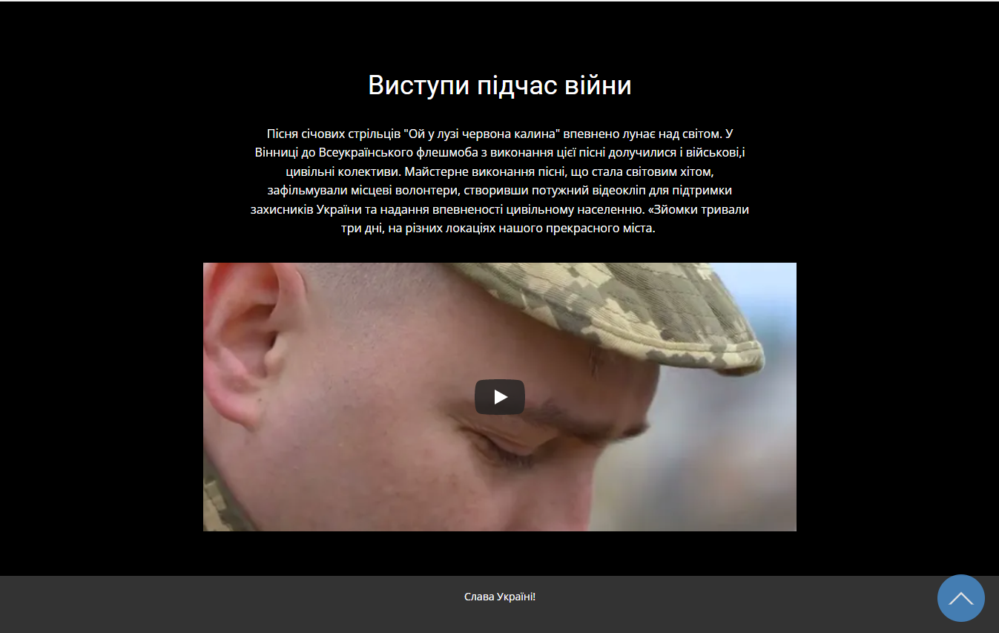 Виступи підчас війни
Пісня січових стрільців "Ой у лузі червона калина" впевнено лунає над світом. У
Вінниці до Всеукраїнського флешмоба з виконання цієї пісні долучилися і військові,і
цивільні колективи. Майстерне виконання пісні, що стала світовим хітом,
зафільмували місцеві волонтери, створивши потужний відеокліп для підтримки
захисників України та надання впевненості цивільному населенню. «Зйомки тривали
три дні, на різних локаціях нашого прекрасного міста.
Слава Україні!